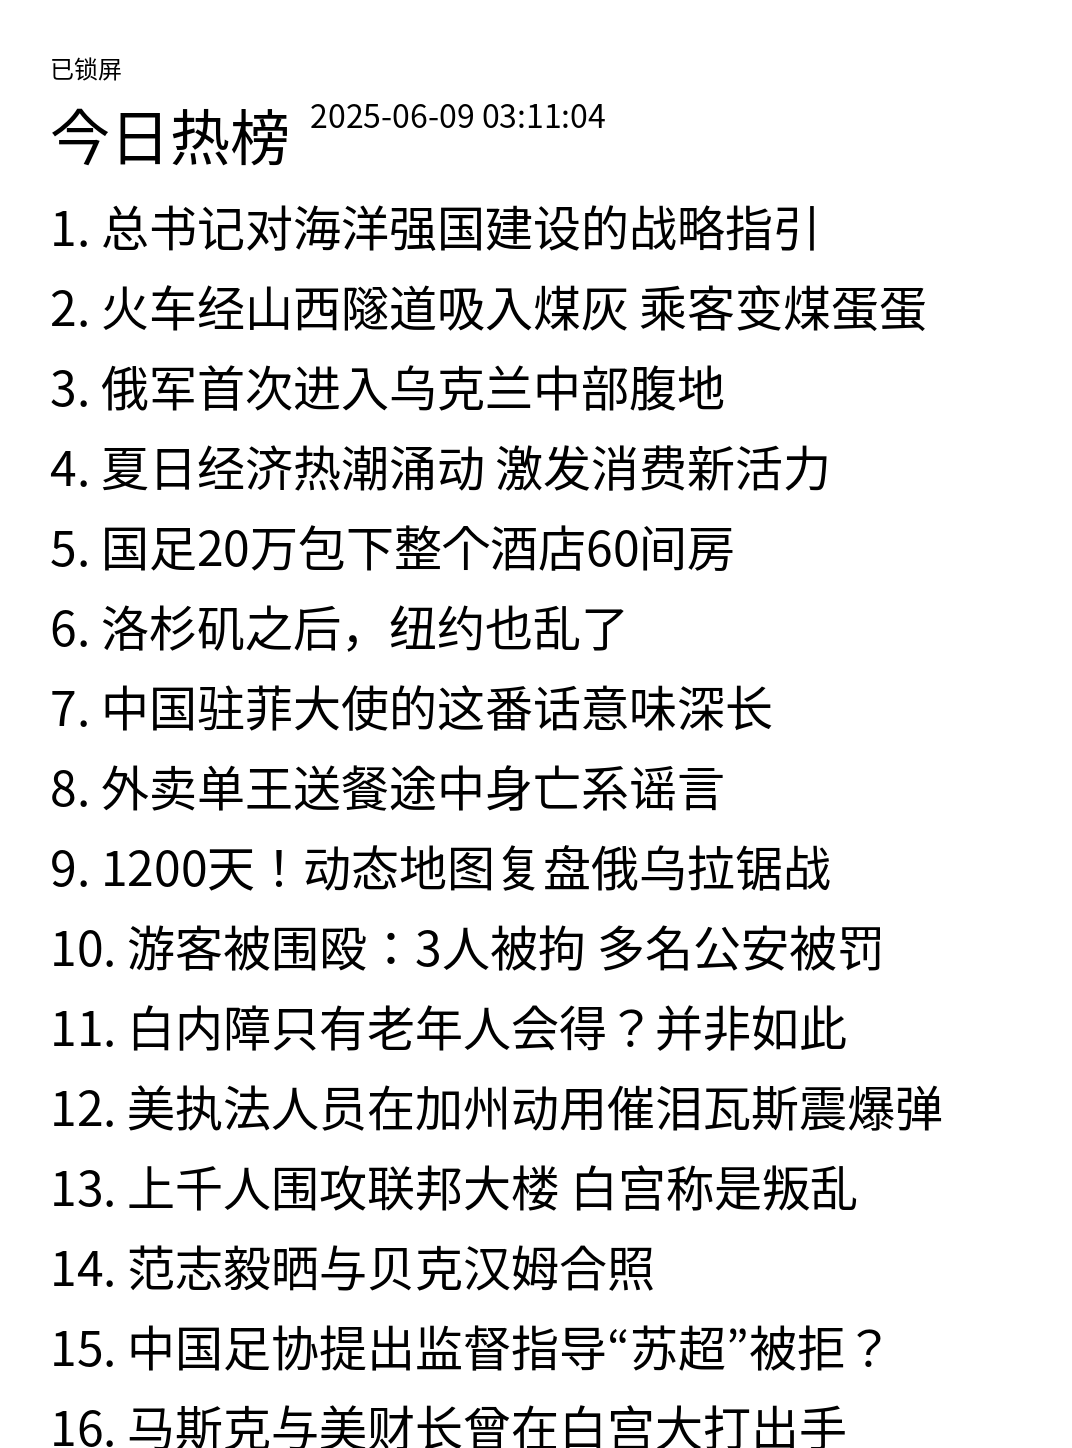 已锁屏
今日热榜 2025-06-09 03:11:04
1. 总书记对海洋强国建设的战略指引
2. 火车经山西隧道吸入煤灰 乘客变煤蛋蛋
3. 俄军首次进入乌克兰中部腹地
4. 夏日经济热潮涌动 激发消费新活力
5. 国足20万包下整个酒店60间房
6. 洛杉矶之后，纽约也乱了
7. 中国驻菲大使的这番话意味深长
8. 外卖单王送餐途中身亡系谣言
9. 1200天！动态地图复盘俄乌拉锯战
10. 游客被围殴：3人被拘 多名公安被罚
11. 白内障只有老年人会得？并非如此
12. 美执法人员在加州动用催泪瓦斯震爆弹
13. 上千人围攻联邦大楼 白宫称是叛乱
14. 范志毅晒与贝克汉姆合照
15. 中国足协提出监督指导“苏超”被拒？
16. 马斯克与美财长曾在白宫大打出手